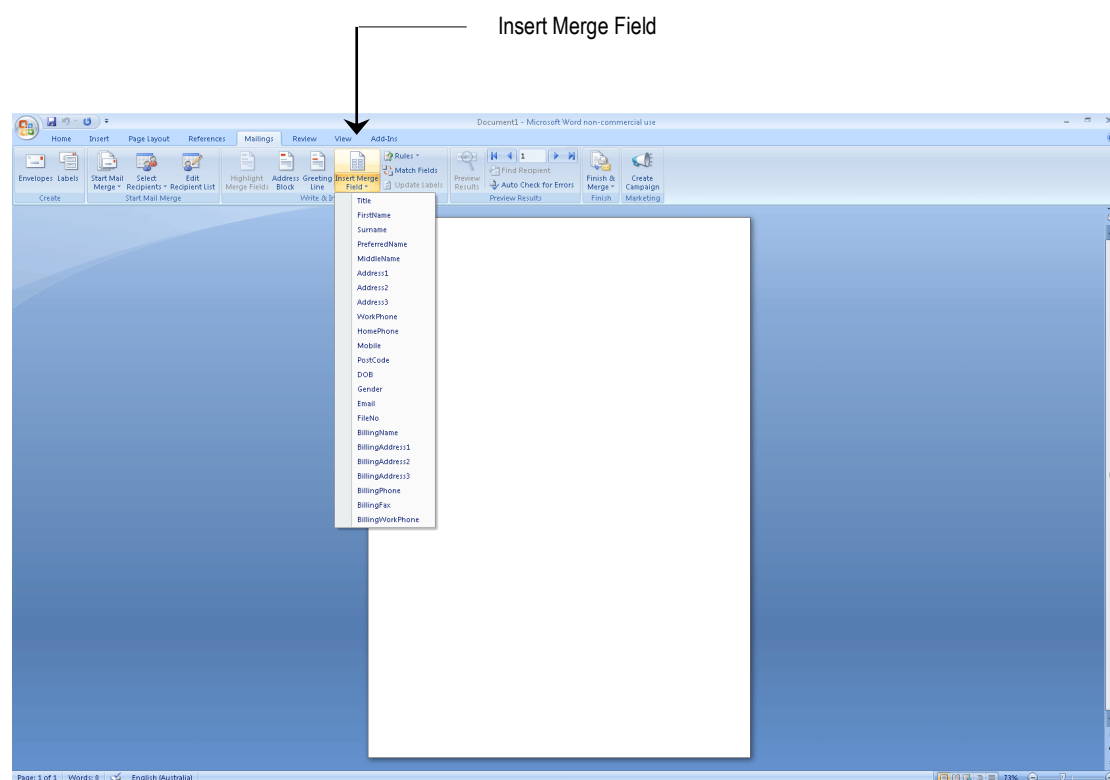 Insert Merge Field
Document1 - Microsoft Word non-commercial use
Home Insert Page Layout References Mailings Review View Add-Ins
Envelopes Labels Start Mail Merge Select Recipients Edit Recipient List Highlight Merge Fields Address Block Greeting Line Insert Merge Field Rules Match Fields Update Labels Preview Results 1 Find Recipient Auto Check for Errors Finish & Merge Create Campaign
Create Start Mail Merge Write & In Preview Results Finish Marketing
Title
FirstName
Surname
PreferredName
MiddleName
Address1
Address2
Address3
WorkPhone
HomePhone
Mobile
PostCode
DOB
Gender
Email
FileNo
BillingName
BillingAddress1
BillingAddress2
BillingAddress3
BillingPhone
BillingFax
BillingWorkPhone
Page: 1 of 1 Words: 0 English (Australia) 73%